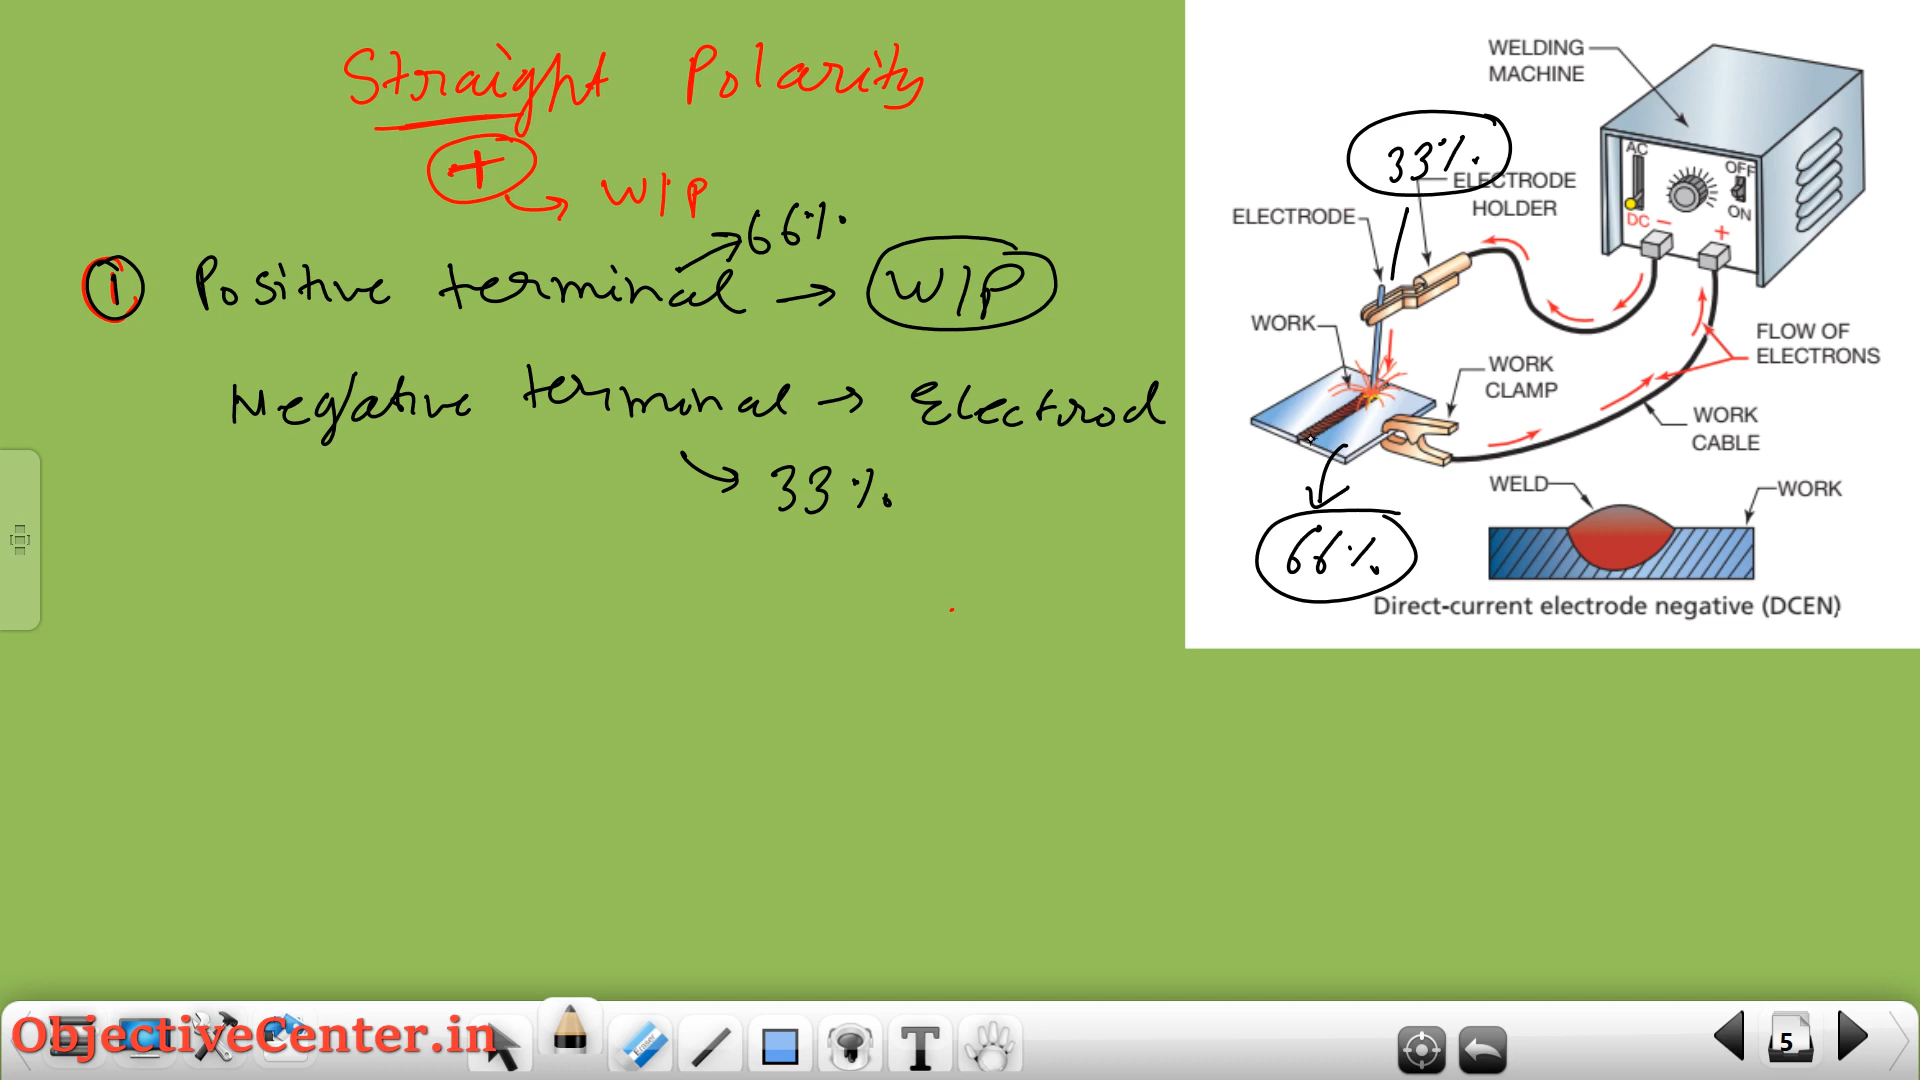 Straight Polarity
+ → W/P
① Positive terminal → W/P
→ 66%.
Negative terminal → Electrod
→ 33%.
WELDING
MACHINE
33%.
ELECTRODE
HOLDER
ELECTRODE
AC
OFF
ON
DC - +
WORK
FLOW OF
ELECTRONS
WORK
CLAMP
WORK
CABLE
WELD
WORK
66%.
Direct-current electrode negative (DCEN)
ObjectiveCenter.in
Eraser
T
5